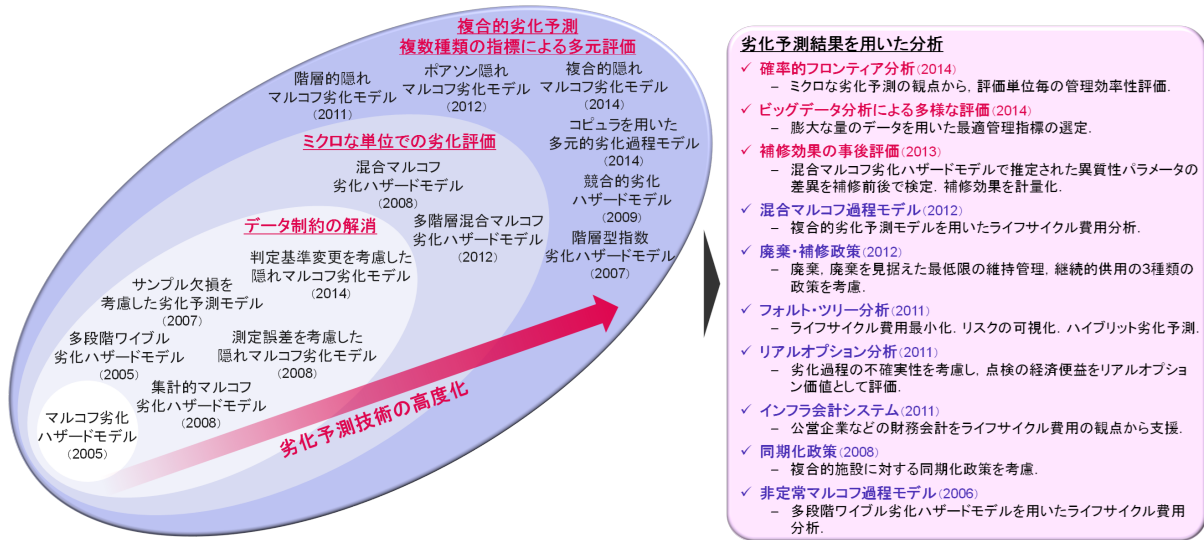 複合的劣化予測
複数種類の指標による多元評価
階層的隠れ
マルコフ劣化モデル
(2011)
ポアソン隠れ
マルコフ劣化モデル
(2012)
複合的隠れ
マルコフ劣化モデル
(2014)
コピュラを用いた
多元的劣化過程モデル
(2014)
競合的劣化
ハザードモデル
(2009)
階層型指数
劣化ハザードモデル
(2007)
ミクロな単位での劣化評価
混合マルコフ
劣化ハザードモデル
(2008)
多階層混合マルコフ
劣化ハザードモデル
(2012)
データ制約の解消
判定基準変更を考慮した
隠れマルコフ劣化モデル
(2014)
サンプル欠損を
考慮した劣化予測モデル
(2007)
多段階ワイブル
劣化ハザードモデル
(2005)
測定誤差を考慮した
隠れマルコフ劣化モデル
(2008)
集計的マルコフ
劣化ハザードモデル
(2008)
マルコフ劣化
ハザードモデル
(2005)
劣化予測技術の高度化
劣化予測結果を用いた分析
✓ 確率的フロンティア分析(2014)
– ミクロな劣化予測の観点から, 評価単位毎の管理効率性評価.
✓ ビッグデータ分析による多様な評価(2014)
– 膨大な量のデータを用いた最適管理指標の選定.
✓ 補修効果の事後評価(2013)
– 混合マルコフ劣化ハザードモデルで推定された異質性パラメータの
差異を補修前後で検定. 補修効果を計量化.
✓ 混合マルコフ過程モデル(2012)
– 複合的劣化予測モデルを用いたライフサイクル費用分析.
✓ 廃棄・補修政策(2012)
– 廃棄, 廃棄を見据えた最低限の維持管理, 継続的供用の3種類の
政策を考慮.
✓ フォルト・ツリー分析(2011)
– ライフサイクル費用最小化. リスクの可視化. ハイブリット劣化予測.
✓ リアルオプション分析(2011)
– 劣化過程の不確実性を考慮し, 点検の経済便益をリアルオプショ
ン価値として評価.
✓ インフラ会計システム(2011)
– 公営企業などの財務会計をライフサイクル費用の観点から支援.
✓ 同期化政策(2008)
– 複合的施設に対する同期化政策を考慮.
✓ 非定常マルコフ過程モデル(2006)
– 多段階ワイブル劣化ハザードモデルを用いたライフサイクル費用
分析.